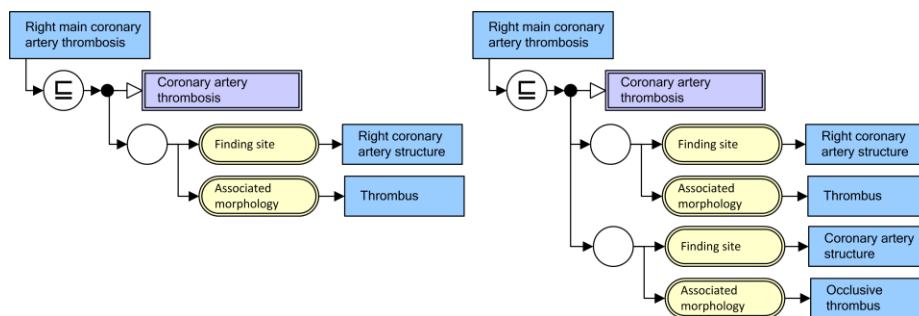 Right main coronary
artery thrombosis
⊑
Coronary artery
thrombosis
Finding site
Right coronary
artery structure
Associated
morphology
Thrombus
Right main coronary
artery thrombosis
⊑
Coronary artery
thrombosis
Finding site
Right coronary
artery structure
Associated
morphology
Thrombus
Finding site
Coronary artery
structure
Associated
morphology
Occlusive
thrombus